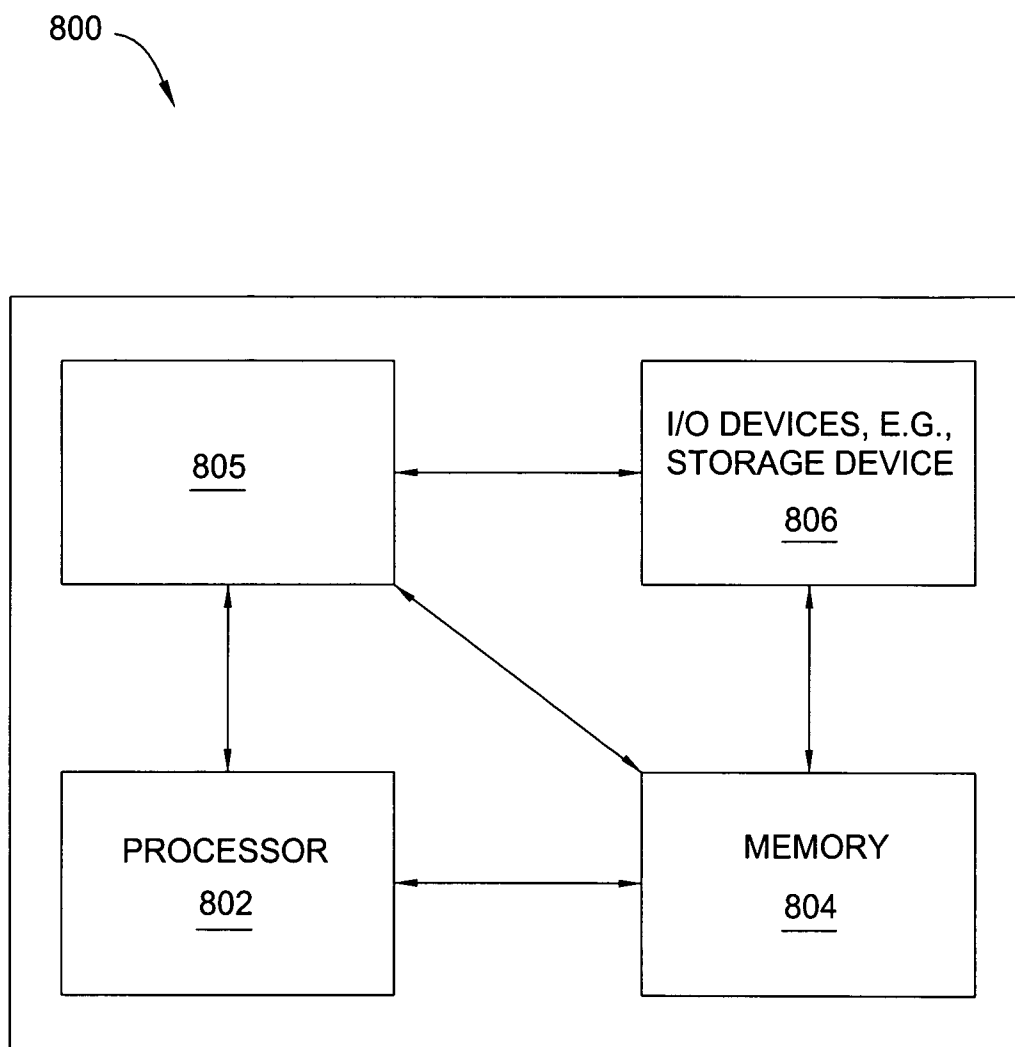 800
805
I/O DEVICES, E.G.,
STORAGE DEVICE
806
PROCESSOR
802
MEMORY
804